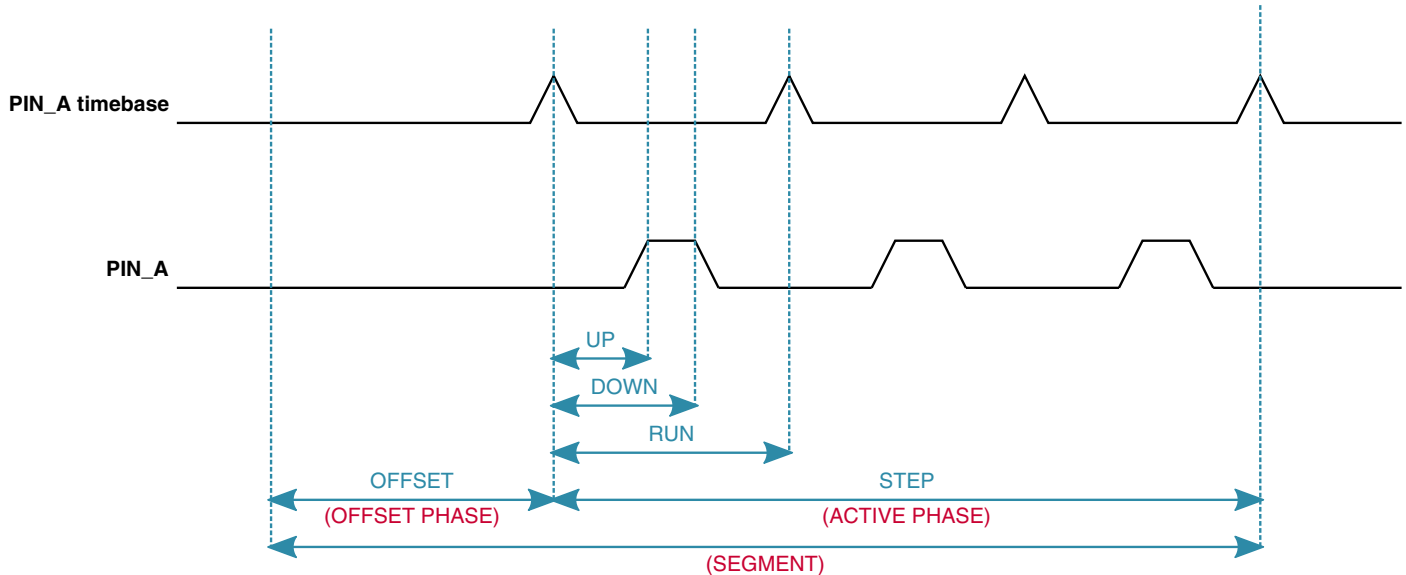 PIN_A timebase
PIN_A
UP
DOWN
RUN
OFFSET
STEP
(OFFSET PHASE)
(ACTIVE PHASE)
(SEGMENT)